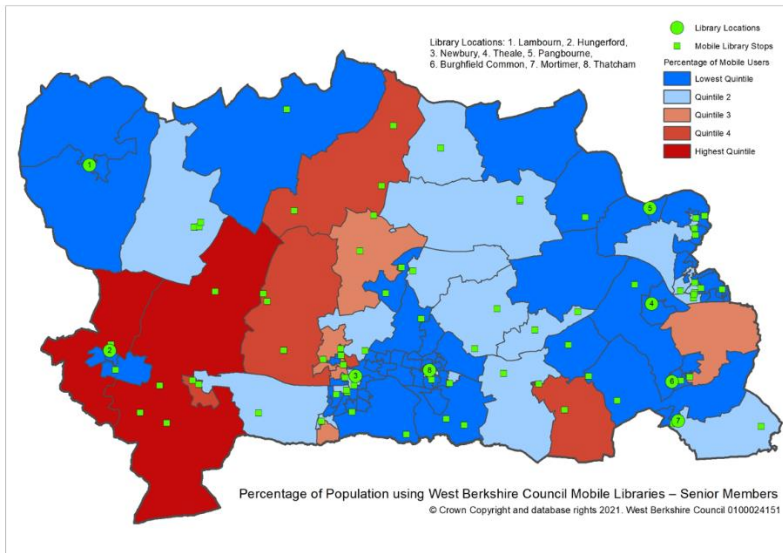 Library Locations: 1. Lambourn, 2. Hungerford,
3. Newbury, 4. Theale, 5. Pangbourne,
6. Burghfield Common, 7. Mortimer, 8. Thatcham
Library Locations
Mobile Library Stops
Percentage of Mobile Users
Lowest Quintile
Quintile 2
Quintile 3
Quintile 4
Highest Quintile
1
5
4
2
3
8
6
7
Percentage of Population using West Berkshire Council Mobile Libraries – Senior Members
© Crown Copyright and database rights 2021. West Berkshire Council 0100024151